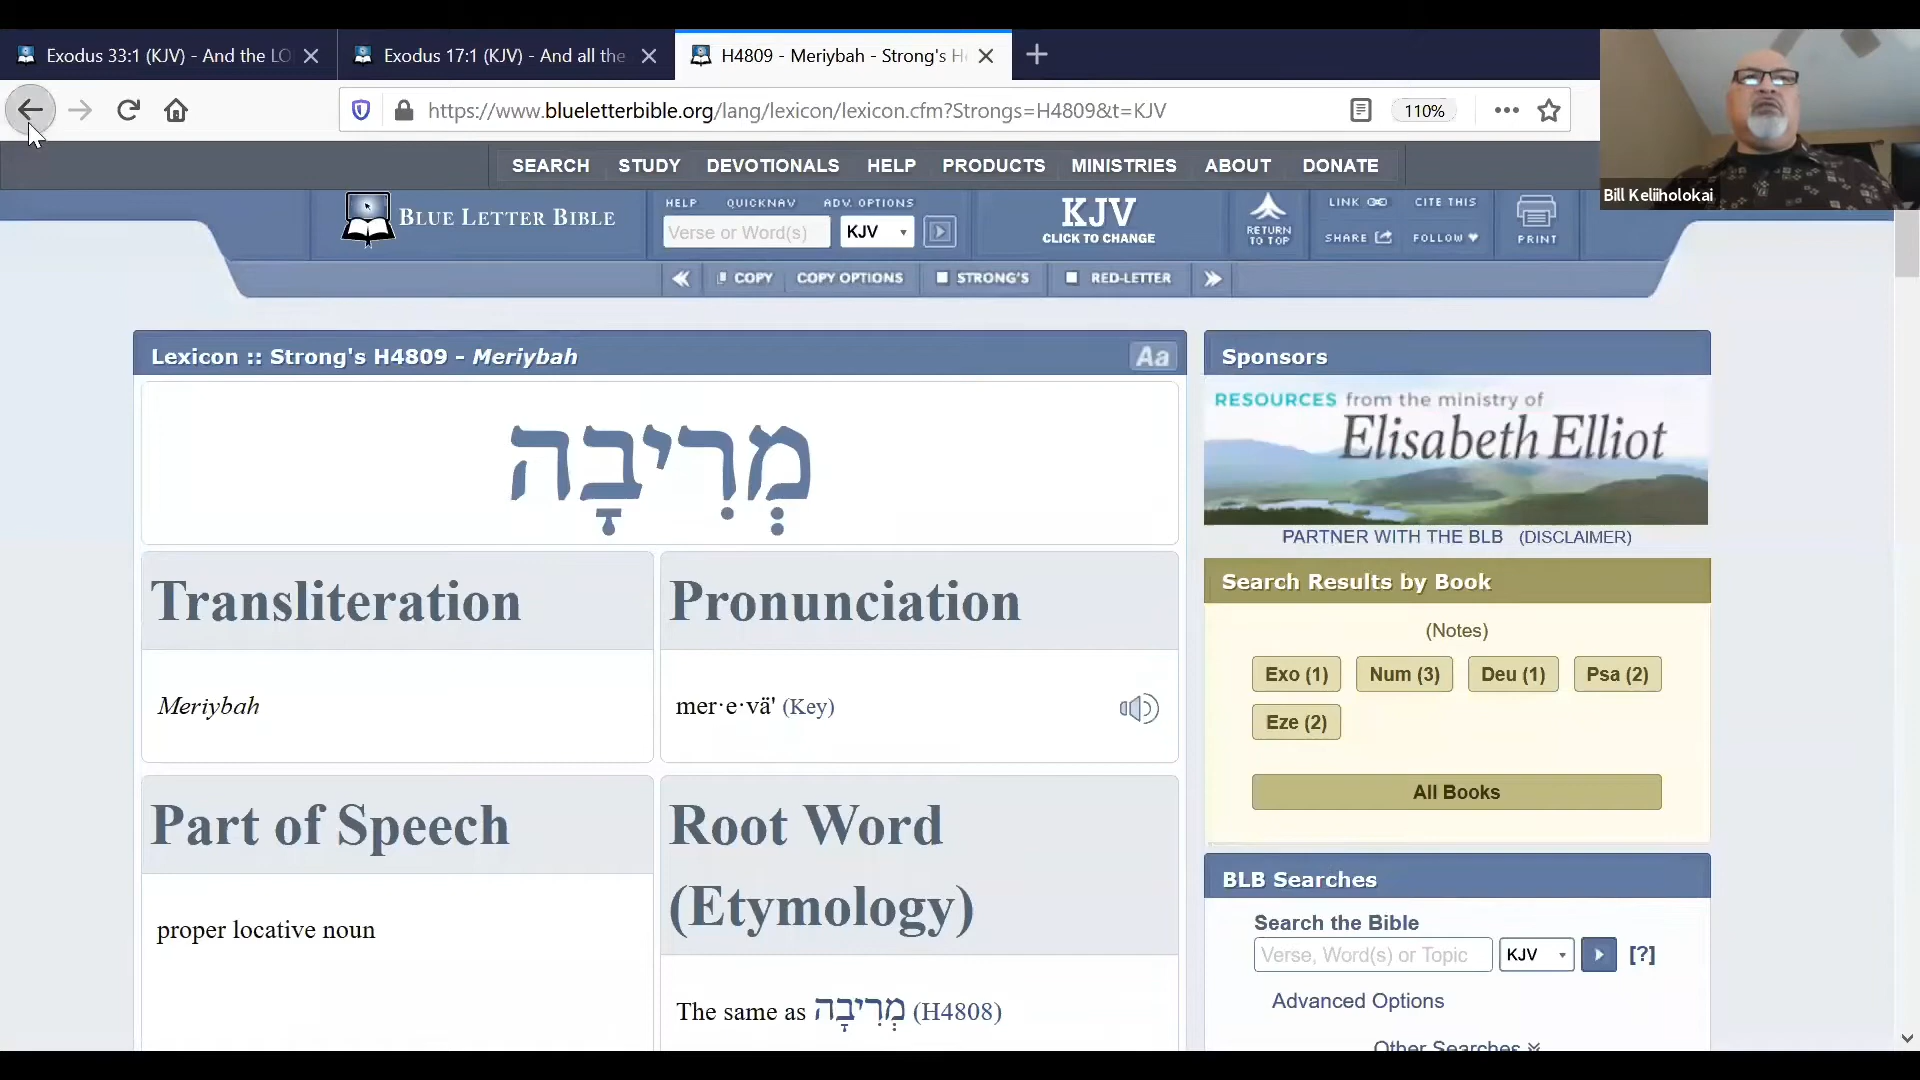 Exodus 33:1 (KJV) - And the LO
Exodus 17:1 (KJV) - And all the
H4809 - Meriybah - Strong's H
https://www.blueletterbible.org/lang/lexicon/lexicon.cfm?Strongs=H4809&t=KJV
110%
Bill Keliiholokai
SEARCH STUDY DEVOTIONALS HELP PRODUCTS MINISTRIES ABOUT DONATE
BLUE LETTER BIBLE
HELP QUICKNAV ADV. OPTIONS
Verse or Word(s) KJV
KJV
CLICK TO CHANGE
RETURN
TO TOP
LINK CITE THIS
SHARE FOLLOW
PRINT
COPY COPY OPTIONS STRONG'S RED-LETTER
Lexicon :: Strong's H4809 - Meriybah
Aa
מְרִיבָה
Transliteration
Meriybah
Pronunciation
mer·e·vä' (Key)
Part of Speech
proper locative noun
Root Word
(Etymology)
The same as מְרִיבָה (H4808)
Sponsors
RESOURCES from the ministry of
Elisabeth Elliot
PARTNER WITH THE BLB (DISCLAIMER)
Search Results by Book
(Notes)
Exo (1) Num (3) Deu (1) Psa (2)
Eze (2)
All Books
BLB Searches
Search the Bible
Verse, Word(s) or Topic KJV [?]
Advanced Options
Other Searches